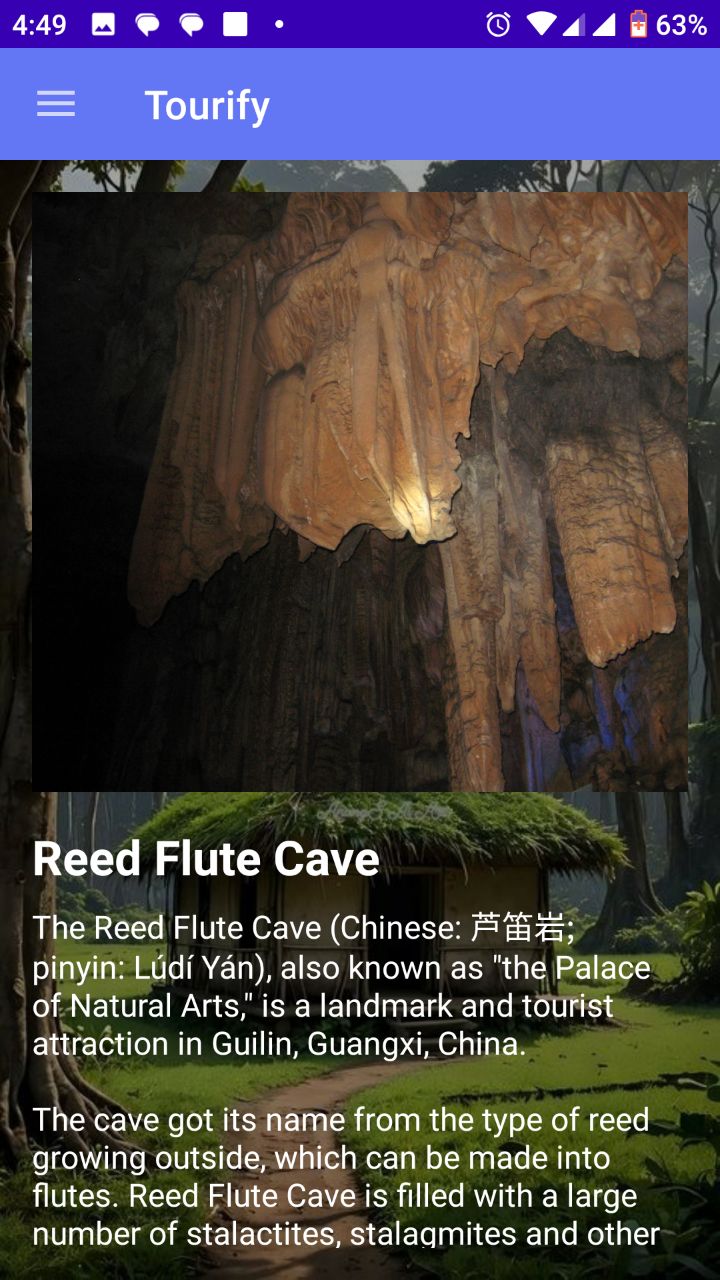 4:49
63%
Tourify
Reed Flute Cave
The Reed Flute Cave (Chinese: 芦笛岩;
pinyin: Lúdí Yán), also known as "the Palace
of Natural Arts," is a landmark and tourist
attraction in Guilin, Guangxi, China.
The cave got its name from the type of reed
growing outside, which can be made into
flutes. Reed Flute Cave is filled with a large
number of stalactites, stalagmites and other